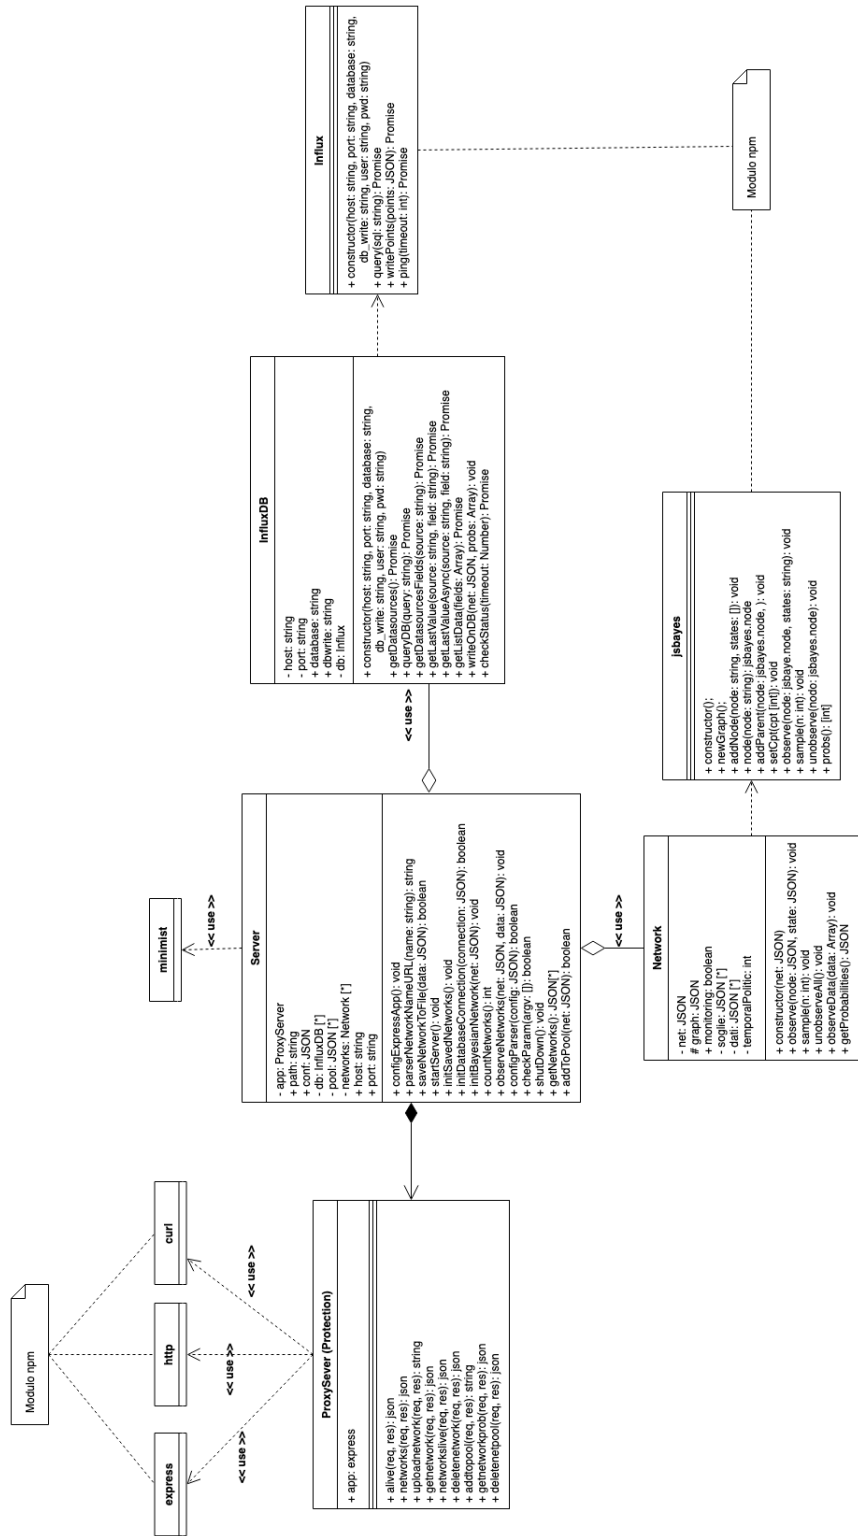 Modulo npm
express
http
curl
<< use >>
<< use >>
<< use >>
ProxySever (Protection)
+ app: express
+ alive(req, res): json
+ networks(req, res): json
+ uploadnetwork(req, res): string
+ getnetwork(req, res): json
+ networkslive(req, res): json
+ deletenetwork(req, res): json
+ addtopool(req, res): string
+ getnetworkprob(req, res): json
+ deletenetpool(req, res): json
minimist
<< use >>
Server
- app: ProxyServer
+ path: string
+ conf: JSON
- db: InfluxDB [*]
- pool: JSON [*]
- networks: Network [*]
+ host: string
+ port: string
+ configExpressApp(): void
+ parserNetworkNameURL(name: string): string
+ saveNetworkToFile(data: JSON): boolean
+ startServer(): void
+ initSavedNetworks(): void
+ initDatabaseConnection(connection: JSON): boolean
+ initBayesianNetwork(net: JSON): void
+ countNetworks(): int
+ observeNetworks(net: JSON, data: JSON): void
+ configParser(config: JSON): boolean
+ checkParam(argv: []): boolean
+ shutDown(): void
+ getNetworks(): JSON[*]
+ addToPool(net: JSON): boolean
<< use >>
Network
- net: JSON
# graph: JSON
+ monitoring: boolean
- soglie: JSON [*]
- dati: JSON [*]
- temporalPolitic: int
+ constructor(net: JSON)
+ observe(node: JSON, state: JSON): void
+ sample(n: int): void
+ unobserveAll(): void
+ observeData(data: Array): void
+ getProbabilities(): JSON
<< use >>
InfluxDB
- host: string
- port: string
+ database: string
+ dbwrite: string
- db: Influx
+ constructor(host: string, port: string, database: string,
db_write: string, user: string, pwd: string)
+ getDatasources(): Promise
+ queryDB(query: string): Promise
+ getDatasourcesFields(source: string): Promise
+ getLastValue(source: string, field: string): Promise
+ getLastValueAsync(source: string, field: string): Promise
+ getListData(fields: Array): Promise
+ writeOnDB(net: JSON, probs: Array): void
+ checkStatus(timeout: Number): Promise
jsbayes
+ constructor();
+ newGraph();
+ addNode(node: string, states: []): void
+ node(node: string): jsbayes.node
+ addParent(node: jsbayes.node, ): void
+ setCpt(cpt [int]): void
+ observe(node: jsbaye.node, states: string): void
+ sample(n: int): void
+ unobserve(nodo: jsbayes.node): void
+ probs(): [int]
Influx
+ constructor(host: string, port: string, database: string,
db_write: string, user: string, pwd: string)
+ query(sql: string): Promise
+ writePoints(points: JSON): Promise
+ ping(timeout: int): Promise
Modulo npm